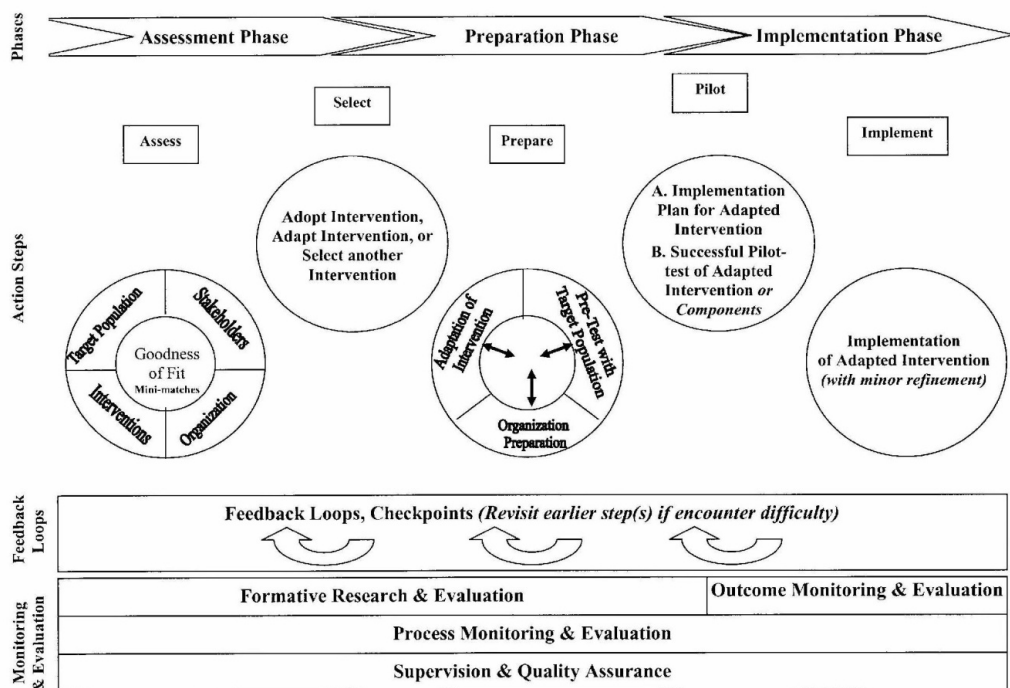 Phases
Assessment Phase
Preparation Phase
Implementation Phase
Action Steps
Assess
Select
Prepare
Pilot
Implement
Target Population
Stakeholders
Interventions
Organization
Goodness
of Fit
Mini-matches
Adopt Intervention,
Adapt Intervention, or
Select another
Intervention
Adaptation of
Intervention
Pre-Test with
Target Population
Organization
Preparation
A. Implementation
Plan for Adapted
Intervention
B. Successful Pilot-
test of Adapted
Intervention or
Components
Implementation
of Adapted Intervention
(with minor refinement)
Feedback
Loops
Feedback Loops, Checkpoints (Revisit earlier step(s) if encounter difficulty)
Monitoring
& Evaluation
Formative Research & Evaluation
Outcome Monitoring & Evaluation
Process Monitoring & Evaluation
Supervision & Quality Assurance